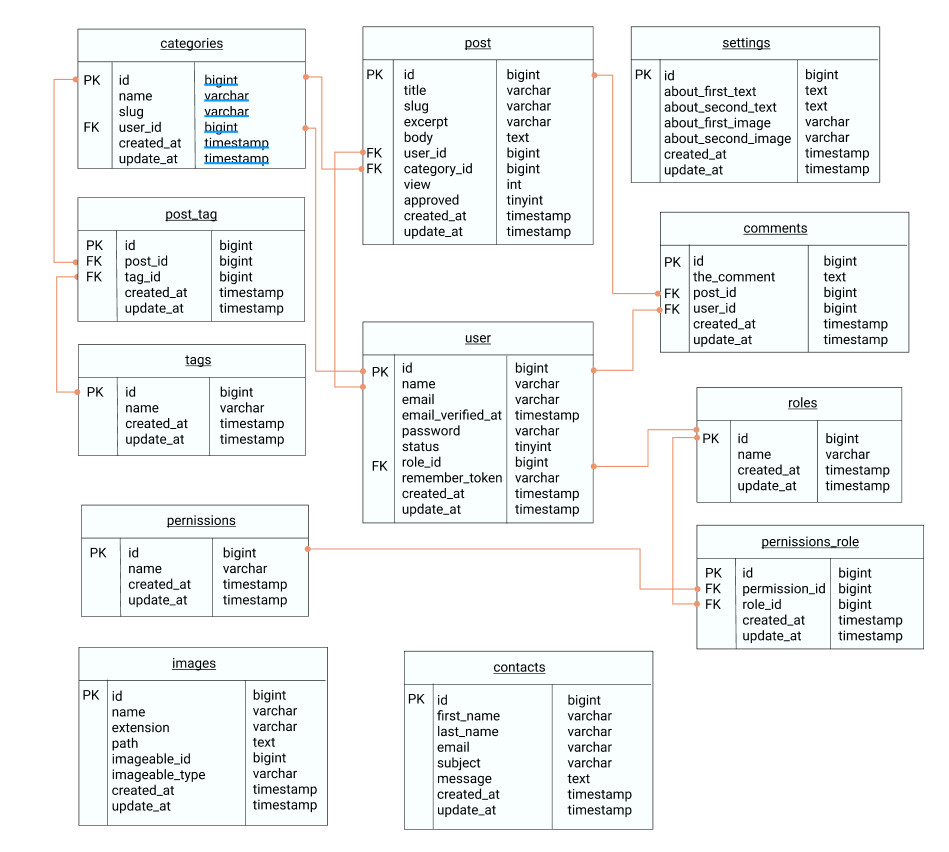 categories
PK id bigint
name varchar
slug varchar
FK user_id bigint
created_at timestamp
update_at timestamp
post
PK id bigint
title varchar
slug varchar
excerpt varchar
body text
FK user_id bigint
FK category_id bigint
view int
approved tinyint
created_at timestamp
update_at timestamp
settings
PK id bigint
about_first_text text
about_second_text text
about_first_image varchar
about_second_image varchar
created_at timestamp
update_at timestamp
post_tag
PK id bigint
FK post_id bigint
FK tag_id bigint
created_at timestamp
update_at timestamp
comments
PK id bigint
the_comment text
FK post_id bigint
FK user_id bigint
created_at timestamp
update_at timestamp
tags
PK id bigint
name varchar
created_at timestamp
update_at timestamp
user
PK id bigint
name varchar
email varchar
email_verified_at timestamp
password varchar
status tinyint
FK role_id bigint
remember_token varchar
created_at timestamp
update_at timestamp
roles
PK id bigint
name varchar
created_at timestamp
update_at timestamp
pernissions
PK id bigint
name varchar
created_at timestamp
update_at timestamp
pernissions_role
PK id bigint
FK permission_id bigint
FK role_id bigint
created_at timestamp
update_at timestamp
images
PK id bigint
name varchar
extension varchar
path text
imageable_id bigint
imageable_type varchar
created_at timestamp
update_at timestamp
contacts
PK id bigint
first_name varchar
last_name varchar
email varchar
subject varchar
message text
created_at timestamp
update_at timestamp